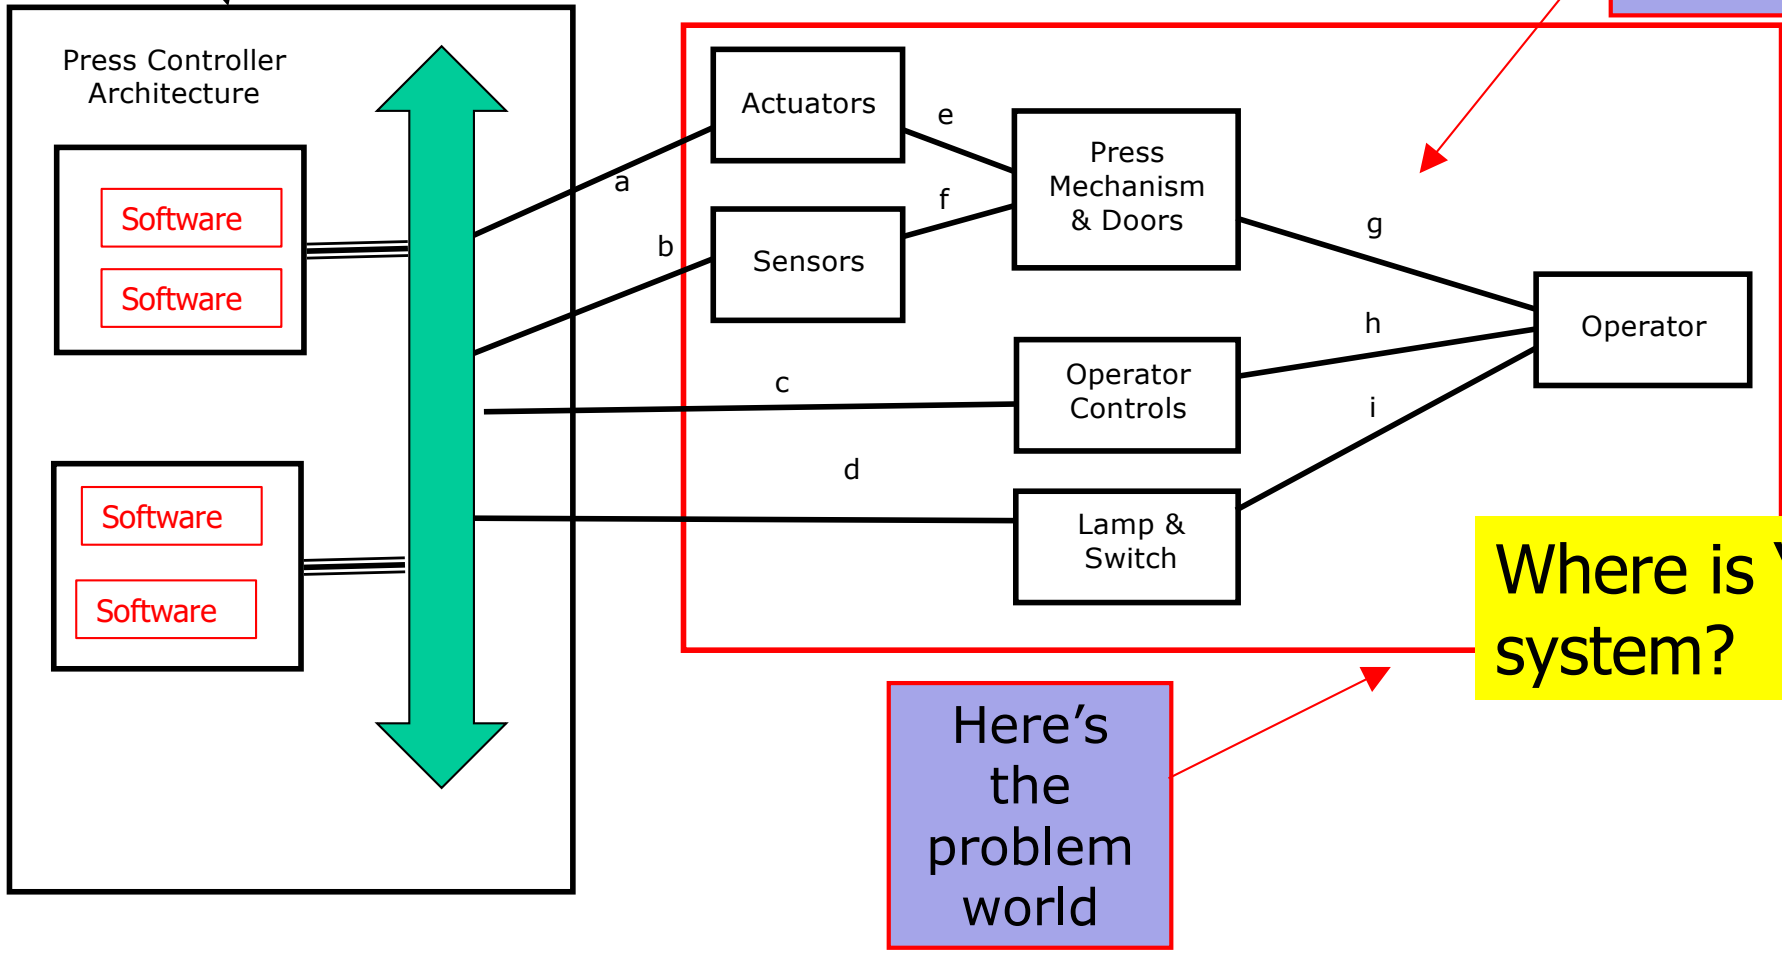 Press Controller
Architecture
Software
Software
Software
Software
a
b
c
d
Actuators
Sensors
e
f
Press
Mechanism
& Doors
Operator
Controls
Lamp &
Switch
g
h
i
Operator
Where is
system?
Here’s
the
problem
world